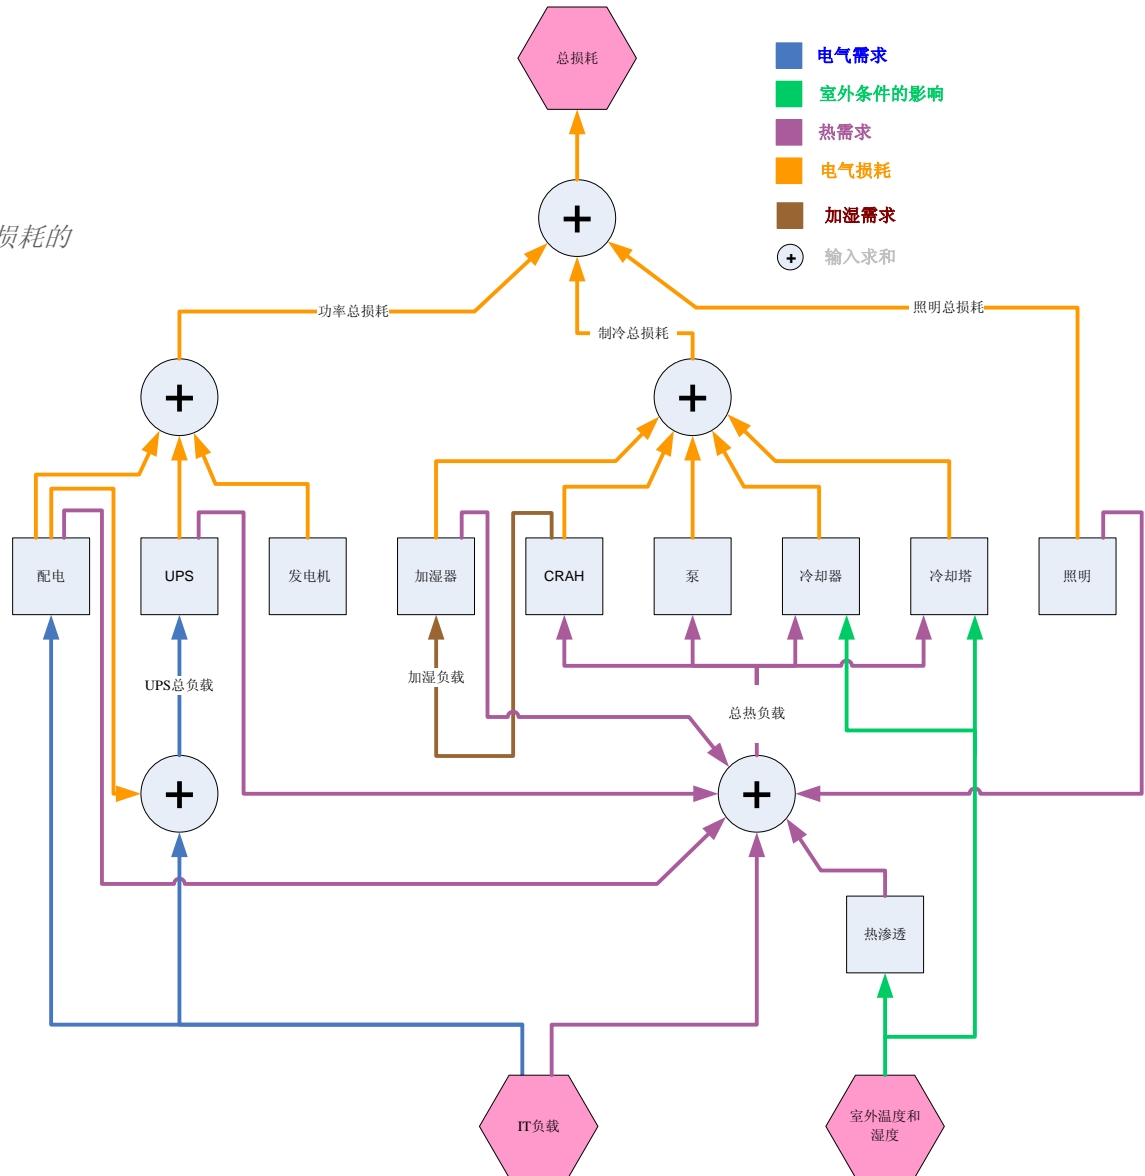 总损耗
电气需求
室外条件的影响
热需求
电气损耗
加湿需求
+
输入求和
+
损耗的
功率总损耗
制冷总损耗
照明总损耗
+
+
配电
UPS
发电机
加湿器
CRAH
泵
冷却器
冷却塔
照明
UPS总负载
加湿负载
总热负载
+
+
热渗透
IT负载
室外温度和
湿度